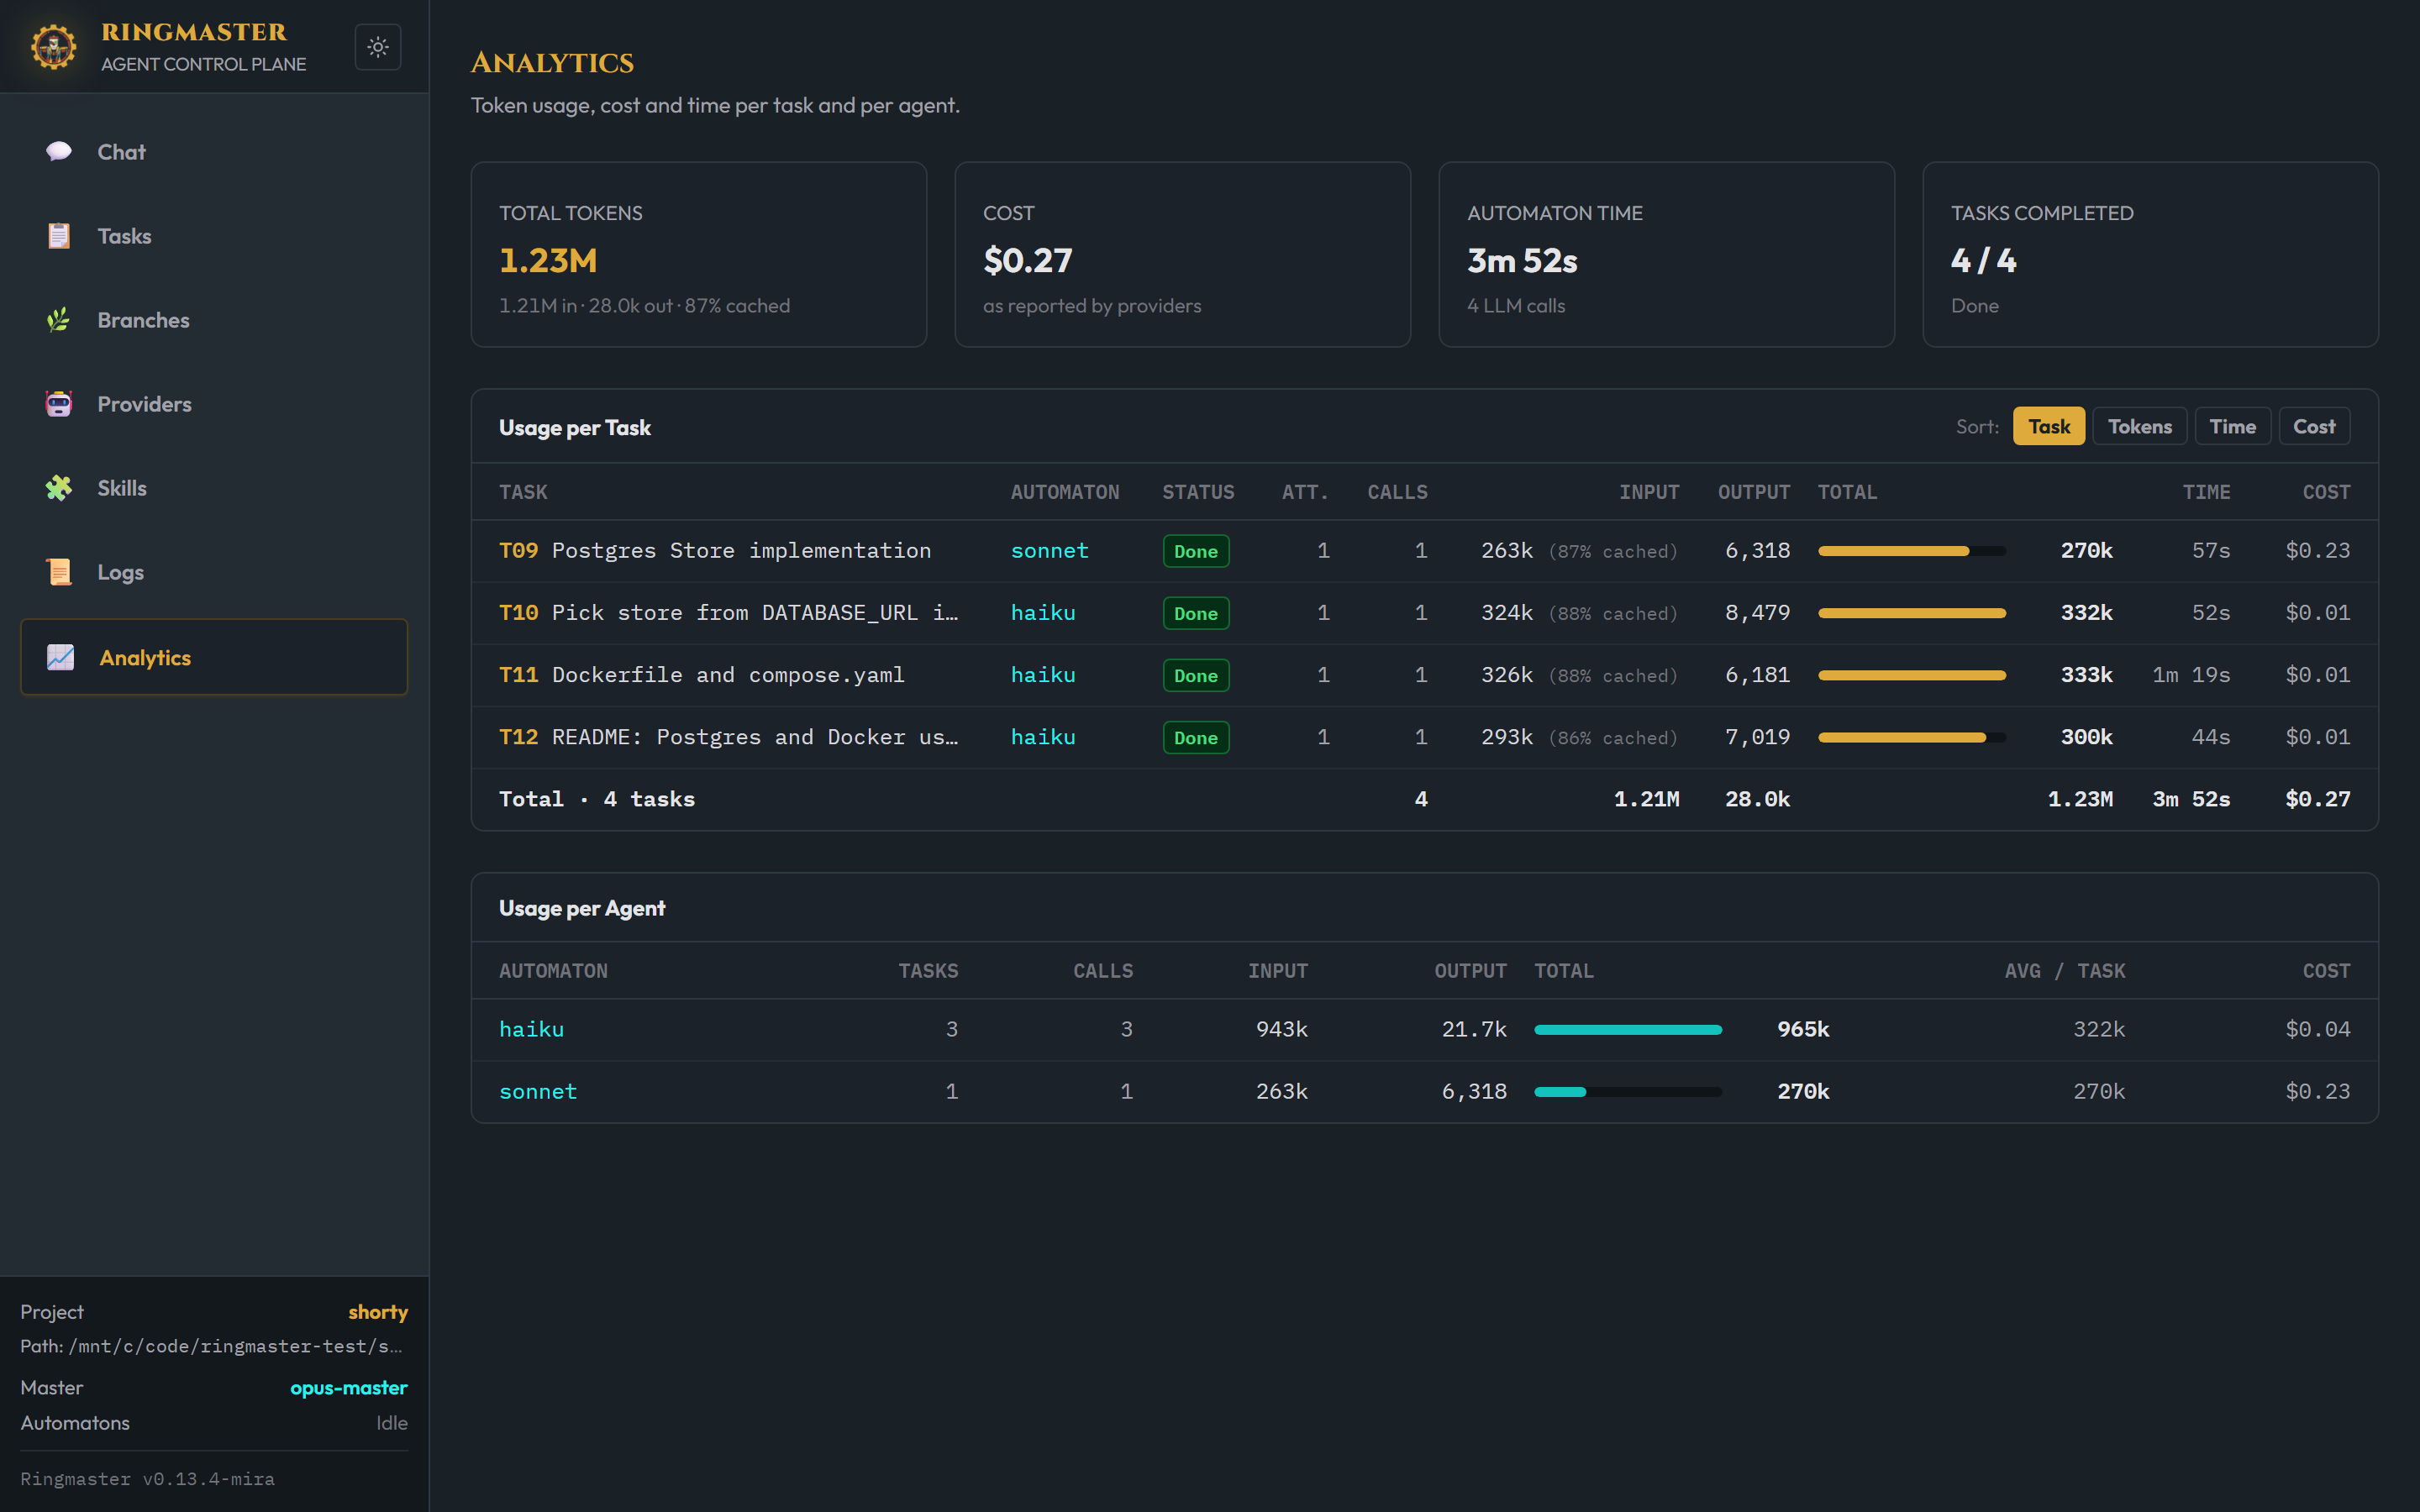 RINGMASTER
AGENT CONTROL PLANE
Chat
Tasks
Branches
Providers
Skills
Logs
Analytics
Project shorty
Path: /mnt/c/code/ringmaster-test/s…
Master opus-master
Automatons Idle
Ringmaster v0.13.4-mira
Analytics
Token usage, cost and time per task and per agent.
TOTAL TOKENS
1.23M
1.21M in · 28.0k out · 87% cached
COST
$0.27
as reported by providers
AUTOMATON TIME
3m 52s
4 LLM calls
TASKS COMPLETED
4 / 4
Done
Usage per Task Sort: Task Tokens Time Cost
TASK AUTOMATON STATUS ATT. CALLS INPUT OUTPUT TOTAL TIME COST
T09 Postgres Store implementation sonnet Done 1 1 263k (87% cached) 6,318 270k 57s $0.23
T10 Pick store from DATABASE_URL i… haiku Done 1 1 324k (88% cached) 8,479 332k 52s $0.01
T11 Dockerfile and compose.yaml haiku Done 1 1 326k (88% cached) 6,181 333k 1m 19s $0.01
T12 README: Postgres and Docker us… haiku Done 1 1 293k (86% cached) 7,019 300k 44s $0.01
Total · 4 tasks 4 1.21M 28.0k 1.23M 3m 52s $0.27
Usage per Agent
AUTOMATON TASKS CALLS INPUT OUTPUT TOTAL AVG / TASK COST
haiku 3 3 943k 21.7k 965k 322k $0.04
sonnet 1 1 263k 6,318 270k 270k $0.23